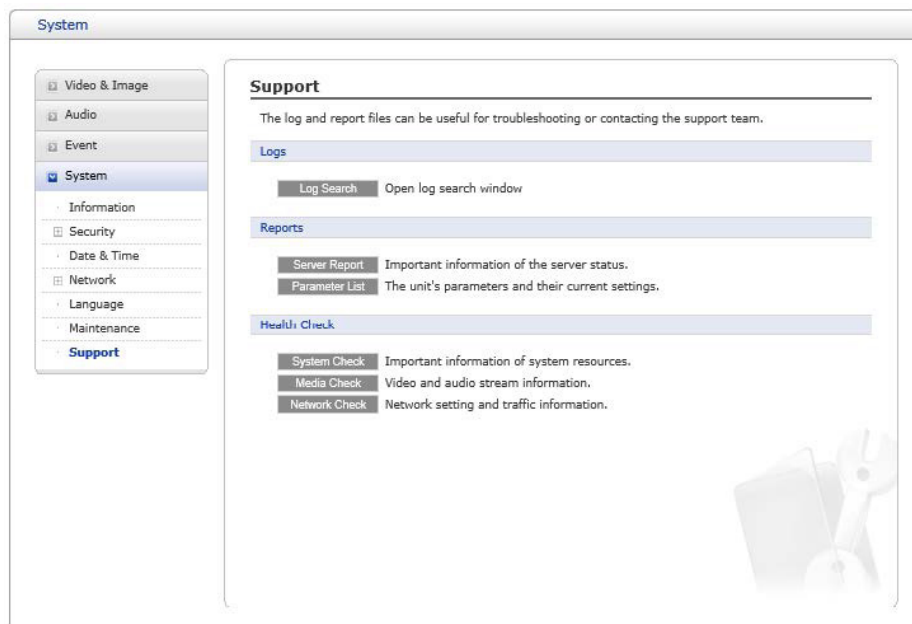 System
Video & Image
Audio
Event
System
Information
Security
Date & Time
Network
Language
Maintenance
Support
Support
The log and report files can be useful for troubleshooting or contacting the support team.
Logs
Log Search Open log search window
Reports
Server Report Important information of the server status.
Parameter List The unit's parameters and their current settings.
Health Check
System Check Important information of system resources.
Media Check Video and audio stream information.
Network Check Network setting and traffic information.